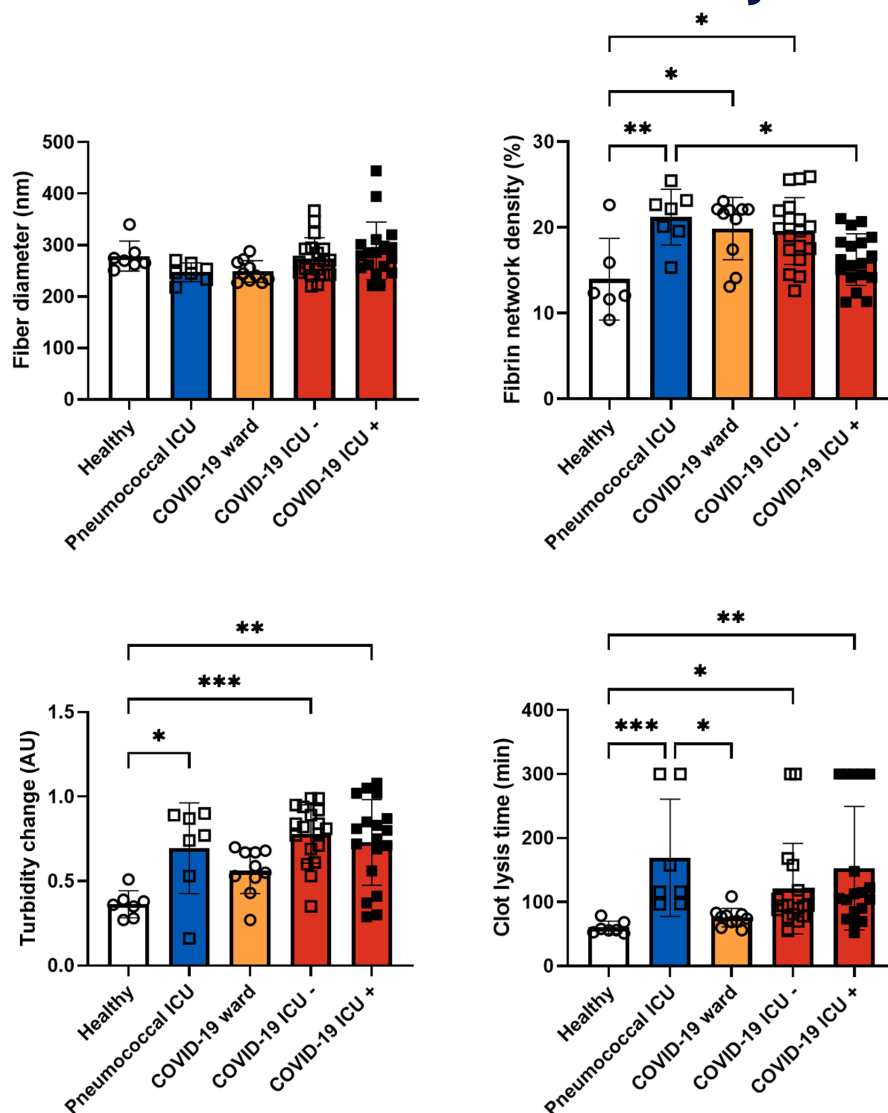 Fiber diameter (nm)
500
400
300
200
100
0
Healthy
Pneumococcal ICU
COVID-19 ward
COVID-19 ICU -
COVID-19 ICU +
*
*
** *
Fibrin network density (%)
30
20
10
0
Healthy
Pneumococcal ICU
COVID-19 ward
COVID-19 ICU -
COVID-19 ICU +
**
***
*
Turbidity change (AU)
1.5
1.0
0.5
0.0
Healthy
Pneumococcal ICU
COVID-19 ward
COVID-19 ICU -
COVID-19 ICU +
**
*
*** *
Clot lysis time (min)
400
300
200
100
0
Healthy
Pneumococcal ICU
COVID-19 ward
COVID-19 ICU -
COVID-19 ICU +